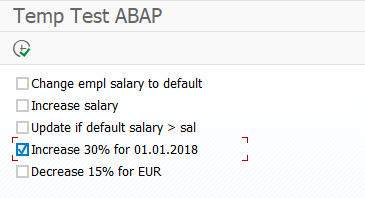 Temp Test ABAP
Change empl salary to default
Increase salary
Update if default salary > sal
Increase 30% for 01.01.2018
Decrease 15% for EUR